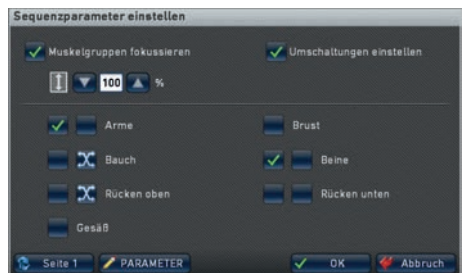 Sequenzparameter einstellen
Muskelgruppen fokussieren
Umschaltungen einstellen
100 %
Arme
Brust
Bauch
Beine
Rücken oben
Rücken unten
Gesäß
Seite 1
PARAMETER
OK
Abbruch